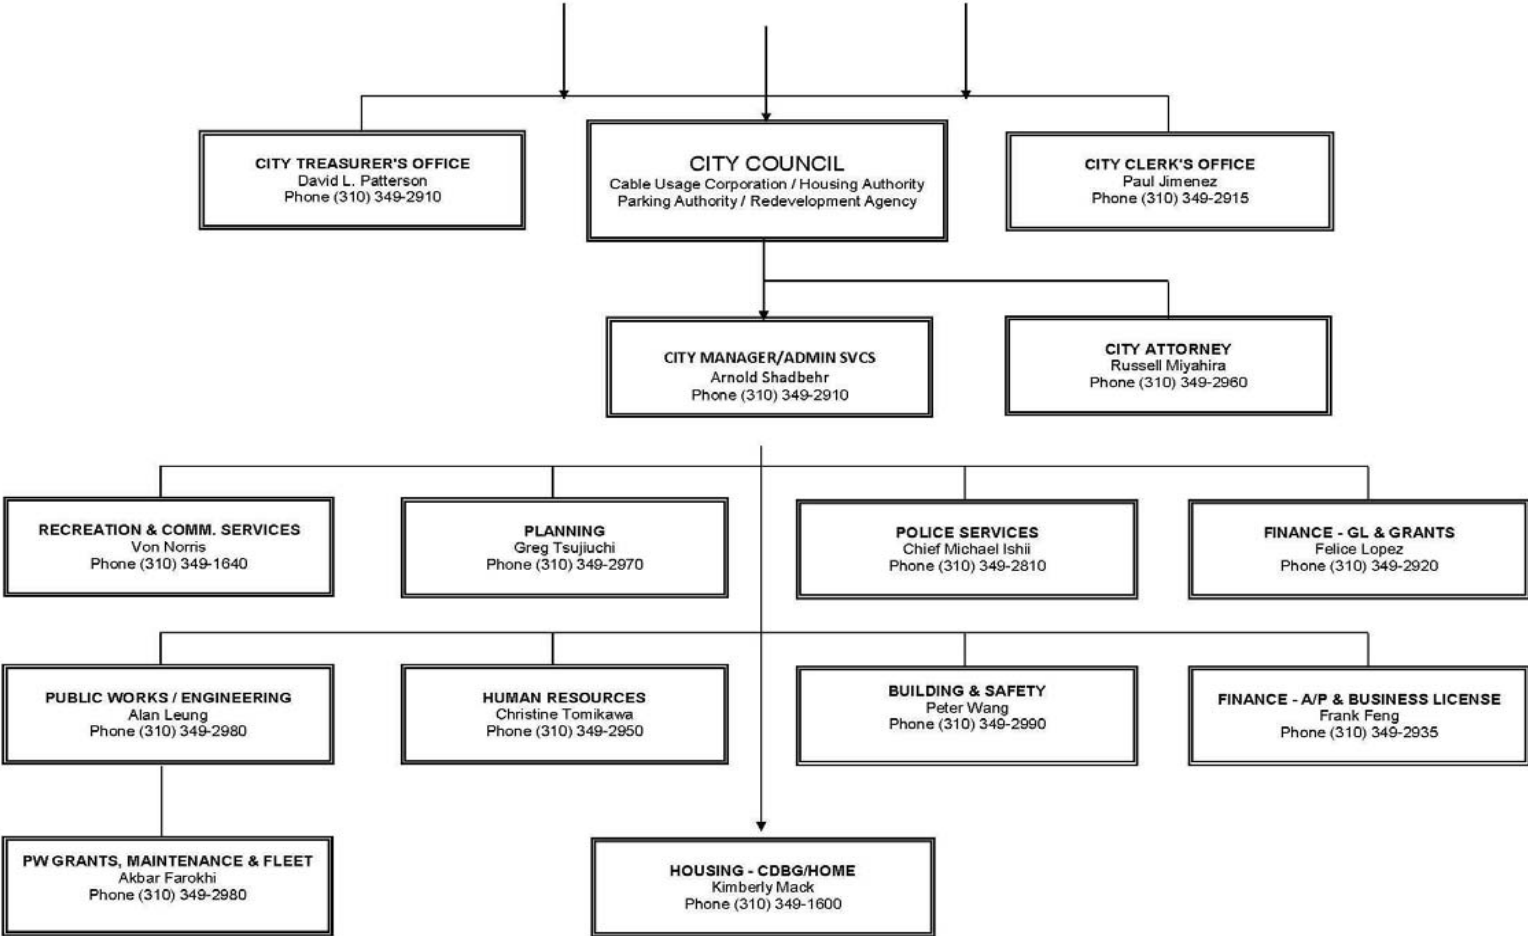 CITY TREASURER'S OFFICE
David L. Patterson
Phone (310) 349-2910
CITY COUNCIL
Cable Usage Corporation / Housing Authority
Parking Authority / Redevelopment Agency
CITY CLERK'S OFFICE
Paul Jimenez
Phone (310) 349-2915
CITY MANAGER/ADMIN SVCS
Arnold Shadbehr
Phone (310) 349-2910
CITY ATTORNEY
Russell Miyahira
Phone (310) 349-2960
RECREATION & COMM. SERVICES
Von Norris
Phone (310) 349-1640
PLANNING
Greg Tsujiuchi
Phone (310) 349-2970
POLICE SERVICES
Chief Michael Ishii
Phone (310) 349-2810
FINANCE - GL & GRANTS
Felice Lopez
Phone (310) 349-2920
PUBLIC WORKS / ENGINEERING
Alan Leung
Phone (310) 349-2980
HUMAN RESOURCES
Christine Tomikawa
Phone (310) 349-2950
BUILDING & SAFETY
Peter Wang
Phone (310) 349-2990
FINANCE - A/P & BUSINESS LICENSE
Frank Feng
Phone (310) 349-2935
PW GRANTS, MAINTENANCE & FLEET
Akbar Farokhi
Phone (310) 349-2980
HOUSING - CDBG/HOME
Kimberly Mack
Phone (310) 349-1600